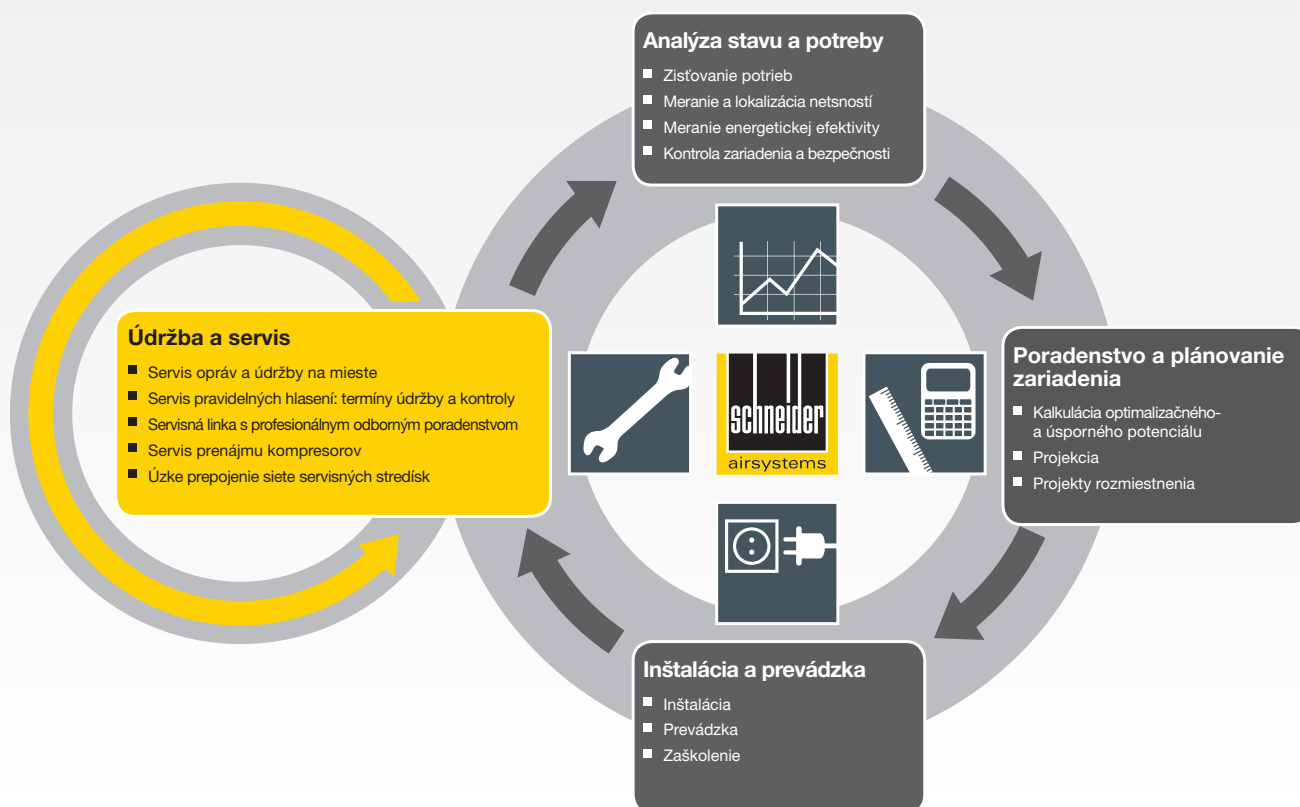 Analýza stavu a potreby
Zisťovanie potrieb
Meranie a lokalizácia netsností
Meranie energetickej efektivity
Kontrola zariadenia a bezpečnosti
Údržba a servis
Servis opráv a údržby na mieste
Servis pravidelných hlasení: termíny údržby a kontroly
Servisná linka s profesionálnym odborným poradenstvom
Servis prenájmu kompresorov
Úzke prepojenie siete servisných stredísk
schneider
airsystems
Poradenstvo a plánovanie
zariadenia
Kalkulácia optimalizačného-
a úsporného potenciálu
Projekcia
Projekty rozmiestnenia
Inštalácia a prevádzka
Inštalácia
Prevádzka
Zaškolenie